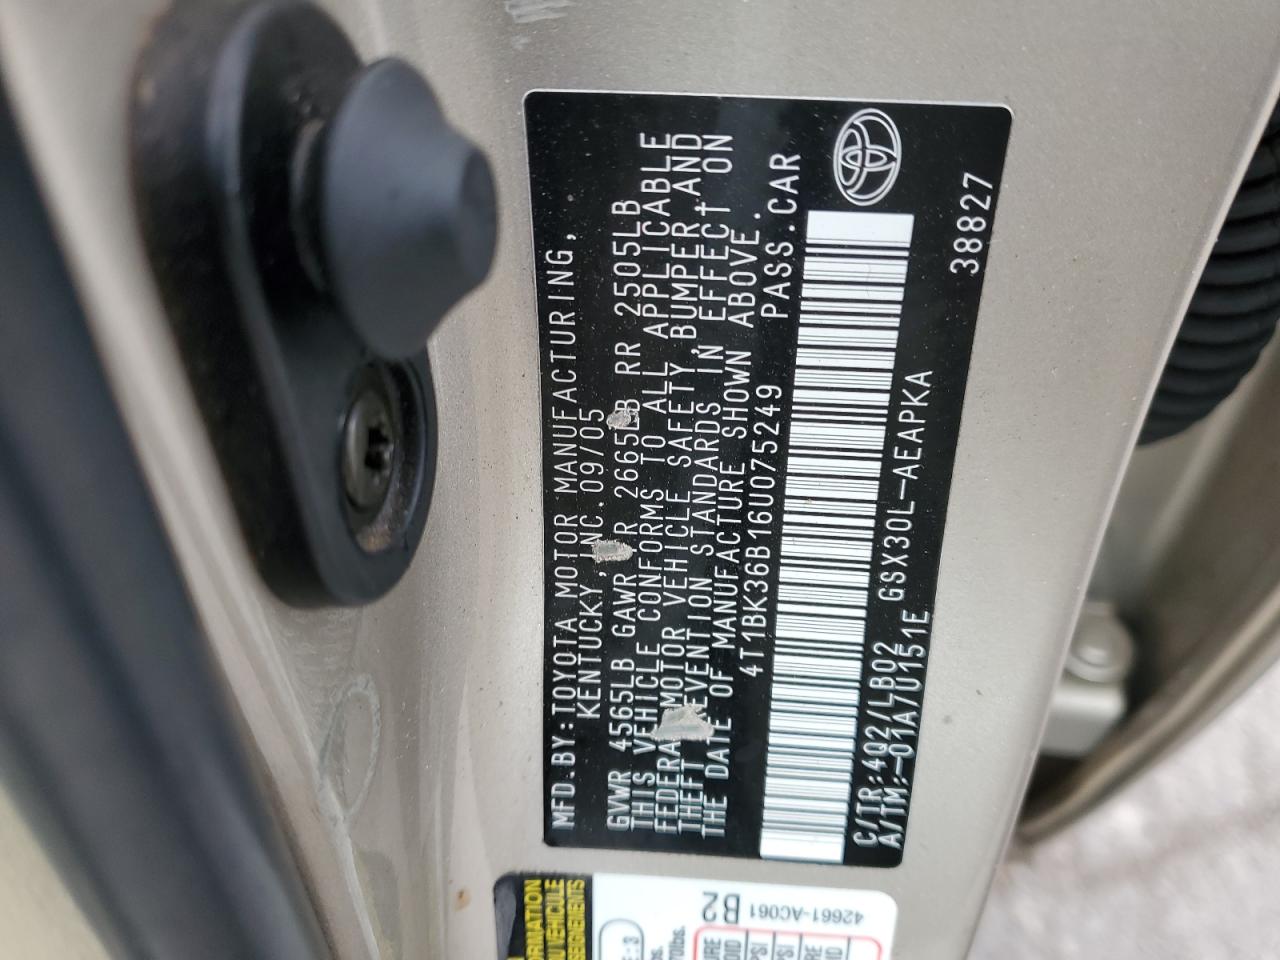 MFD.BY:TOYOTA MOTOR MANUFACTURING,
KENTUCKY, INC. 09/05
GVWR 4565LB GAWR FR 2665LB RR 2505LB
THIS VEHICLE CONFORMS TO ALL APPLICABLE
FEDERAL MOTOR VEHICLE SAFETY, BUMPER AND
THEFT PREVENTION STANDARDS IN EFFECT ON
THE DATE OF MANUFACTURE SHOWN ABOVE.
4T1BK36B16U075249 PASS.CAR
C/TR:4Q2/LB02 GSX30L-AEAPKA
A/TM:-01A/U151E
38827
B2
42661-AC061